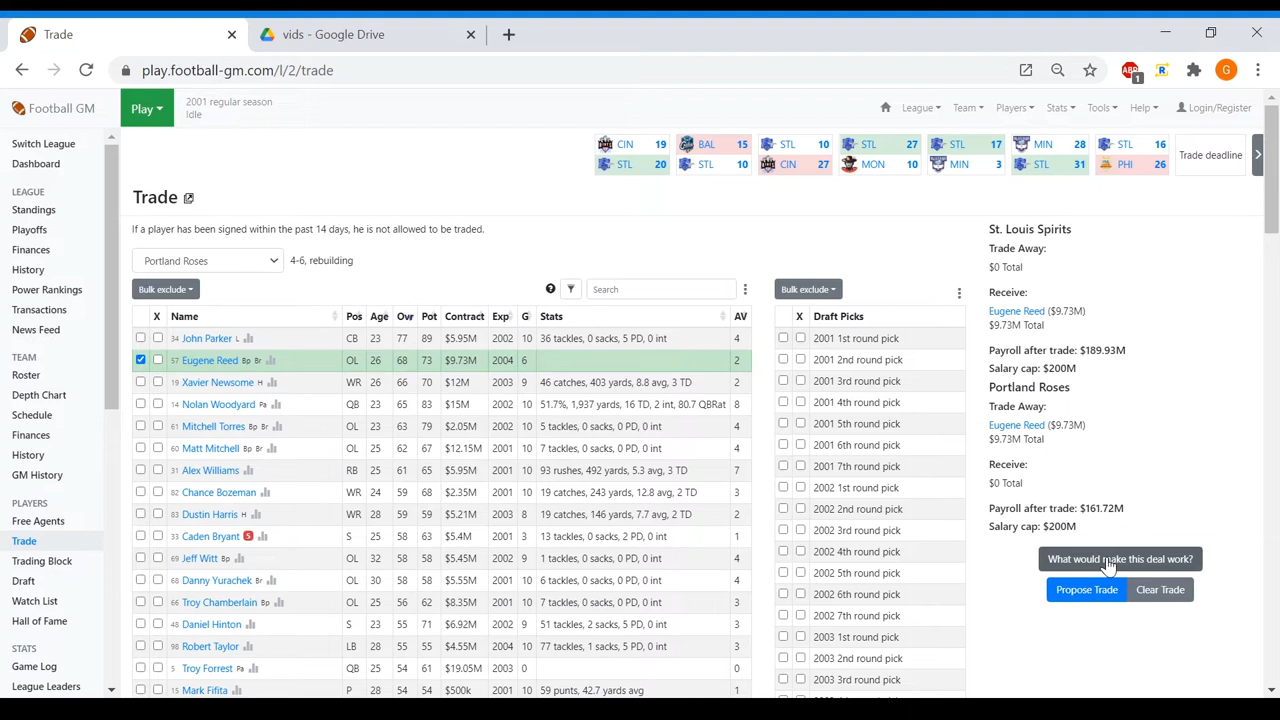 Trade
vids - Google Drive
play.football-gm.com/l/2/trade
ABP
1
R
G
Football GM
Play
2001 regular season
Idle
League
Team
Players
Stats
Tools
Help
Login/Register
CIN 19
STL 20
BAL 15
STL 10
STL 10
CIN 27
STL 27
MON 10
STL 17
MIN 3
MIN 28
STL 31
STL 16
PHI 26
Trade deadline
Switch League
Dashboard
LEAGUE
Standings
Playoffs
Finances
History
Power Rankings
Transactions
News Feed
TEAM
Roster
Depth Chart
Schedule
Finances
History
GM History
PLAYERS
Free Agents
Trade
Trading Block
Draft
Watch List
Hall of Fame
STATS
Game Log
League Leaders
Trade
If a player has been signed within the past 14 days, he is not allowed to be traded.
Portland Roses
4-6, rebuilding
Bulk exclude
Search
X Name Pos Age Ovr Pot Contract Exp G Stats AV
34 John Parker L CB 23 77 89 $5.95M 2002 10 36 tackles, 0 sacks, 5 PD, 0 int 4
57 Eugene Reed Bp Br OL 26 68 73 $9.73M 2004 6 2
19 Xavier Newsome H WR 26 66 70 $12M 2003 9 46 catches, 403 yards, 8.8 avg, 3 TD 2
14 Nolan Woodyard Pa QB 23 65 83 $15M 2002 10 51.7%, 1,937 yards, 16 TD, 2 int, 80.7 QBRat 8
61 Mitchell Torres Bp Br OL 23 63 79 $2.05M 2002 10 5 tackles, 0 sacks, 0 PD, 0 int 4
60 Matt Mitchell Bp Br OL 25 62 67 $12.15M 2001 10 7 tackles, 0 sacks, 0 PD, 0 int 4
31 Alex Williams RB 25 61 65 $5.95M 2001 10 93 rushes, 492 yards, 5.3 avg, 3 TD 7
82 Chance Bozeman WR 24 59 68 $2.35M 2001 10 19 catches, 243 yards, 12.8 avg, 2 TD 3
83 Dustin Harris H WR 28 59 59 $5.21M 2003 8 19 catches, 146 yards, 7.7 avg, 2 TD 3
33 Caden Bryant 5 S 25 58 63 $5.4M 2001 3 13 tackles, 0 sacks, 2 PD, 0 int 1
69 Jeff Witt Bp OL 32 58 58 $5.45M 2002 9 1 tackles, 0 sacks, 0 PD, 0 int 4
68 Danny Yurachek Br OL 30 58 58 $5.55M 2001 10 6 tackles, 0 sacks, 0 PD, 0 int 4
66 Troy Chamberlain Bp OL 25 56 62 $8.35M 2001 10 7 tackles, 0 sacks, 0 PD, 0 int 3
48 Daniel Hinton S 23 55 71 $6.92M 2002 9 51 tackles, 2 sacks, 0 PD, 0 int 3
98 Robert Taylor LB 28 55 55 $4.55M 2004 10 77 tackles, 1 sacks, 0 PD, 0 int 3
5 Troy Forrest Pa QB 25 54 61 $19.05M 2003 0 0
15 Mark Fifita P 28 54 54 $500k 2001 10 59 punts, 42.7 yards avg 1
Bulk exclude
X Draft Picks
2001 1st round pick
2001 2nd round pick
2001 3rd round pick
2001 4th round pick
2001 5th round pick
2001 6th round pick
2001 7th round pick
2002 1st round pick
2002 2nd round pick
2002 3rd round pick
2002 4th round pick
2002 5th round pick
2002 6th round pick
2002 7th round pick
2003 1st round pick
2003 2nd round pick
2003 3rd round pick
St. Louis Spirits
Trade Away:
$0 Total
Receive:
Eugene Reed ($9.73M)
$9.73M Total
Payroll after trade: $189.93M
Salary cap: $200M
Portland Roses
Trade Away:
Eugene Reed ($9.73M)
$9.73M Total
Receive:
$0 Total
Payroll after trade: $161.72M
Salary cap: $200M
What would make this deal work?
Propose Trade
Clear Trade